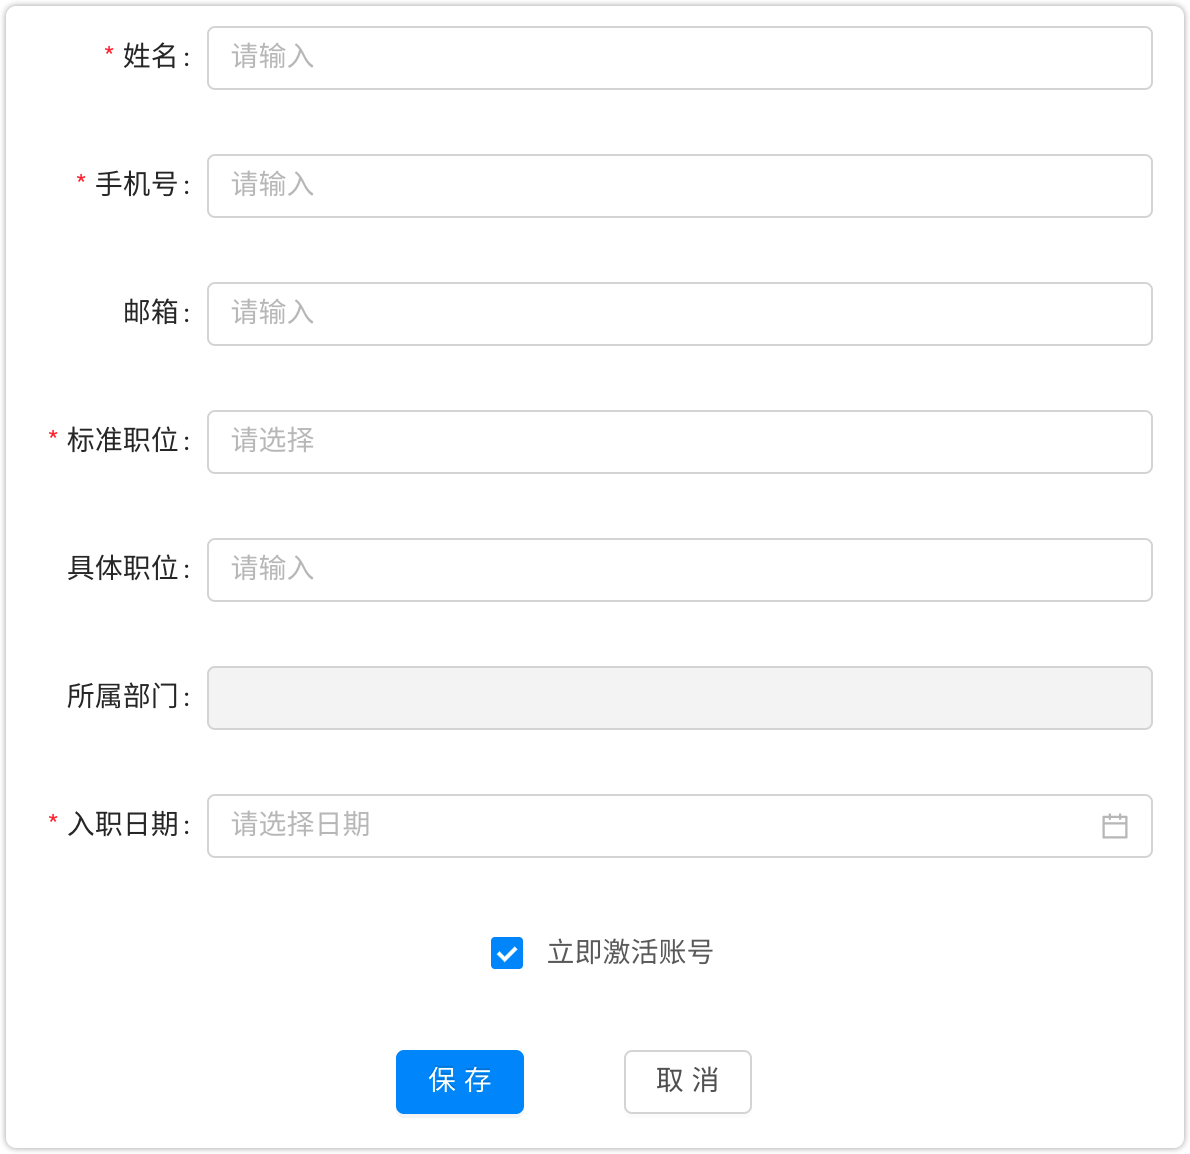 * 姓名: 请输入
* 手机号: 请输入
邮箱: 请输入
* 标准职位: 请选择
具体职位: 请输入
所属部门:
* 入职日期: 请选择日期
立即激活账号
保 存 取 消